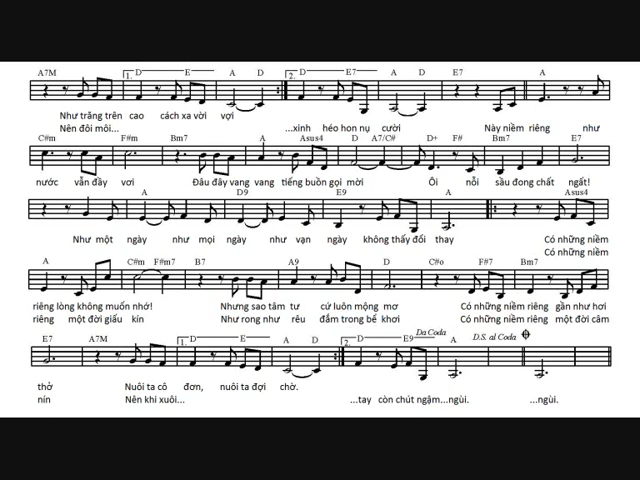 A7M 1. D E A D 2. D E7 A D E7 A
Như trăng trên cao cách xa vời vợi
Nên đôi môi... ...xinh héo hon nụ cười Này niềm riêng như
C#m F#m Bm7 A Asus4 D A7/C# D+ F# Bm7 D E7
nước vẫn đầy vơi Đâu đây vang vang tiếng buồn gọi mời Ôi nỗi sầu đong chất ngất!
A D D9 E9 A Asus4
Như một ngày như mọi ngày như vạn ngày không thấy đổi thay Có những niềm
Có những niềm
A C#m F#m7 B7 A9 D C#o F#7 Bm7
riêng lòng không muốn nhớ! Nhưng sao tâm tư cứ luôn mộng mơ Có những niềm riêng gần như hơi
riêng một đời giấu kín Như rong như rêu đắm trong bể khơi Có những niềm riêng một đời câm
E7 A7M 1. D E A D 2. D E9 Da Coda A D.S. al Coda A
thở Nuôi ta cô đơn, nuôi ta đợi chờ.
nín Nên khi xuôi... ...tay còn chút ngậm...ngùi. ...ngùi.